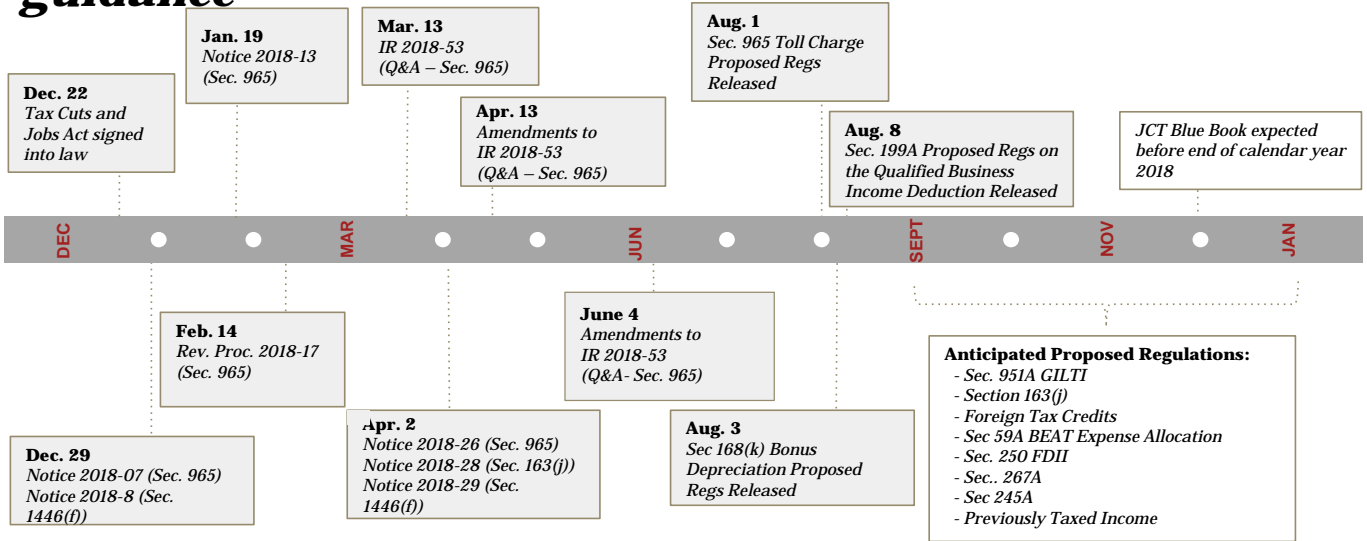 guidance
Dec. 22
Tax Cuts and
Jobs Act signed
into law
Jan. 19
Notice 2018-13
(Sec. 965)
Mar. 13
IR 2018-53
(Q&A – Sec. 965)
Apr. 13
Amendments to
IR 2018-53
(Q&A – Sec. 965)
Aug. 1
Sec. 965 Toll Charge
Proposed Regs
Released
Aug. 8
Sec. 199A Proposed Regs on
the Qualified Business
Income Deduction Released
JCT Blue Book expected
before end of calendar year
2018
DEC
MAR
JUN
SEPT
NOV
JAN
Dec. 29
Notice 2018-07 (Sec. 965)
Notice 2018-8 (Sec.
1446(f))
Feb. 14
Rev. Proc. 2018-17
(Sec. 965)
Apr. 2
Notice 2018-26 (Sec. 965)
Notice 2018-28 (Sec. 163(j))
Notice 2018-29 (Sec.
1446(f))
June 4
Amendments to
IR 2018-53
(Q&A- Sec. 965)
Aug. 3
Sec 168(k) Bonus
Depreciation Proposed
Regs Released
Anticipated Proposed Regulations:
- Sec. 951A GILTI
- Section 163(j)
- Foreign Tax Credits
- Sec 59A BEAT Expense Allocation
- Sec. 250 FDII
- Sec.. 267A
- Sec 245A
- Previously Taxed Income